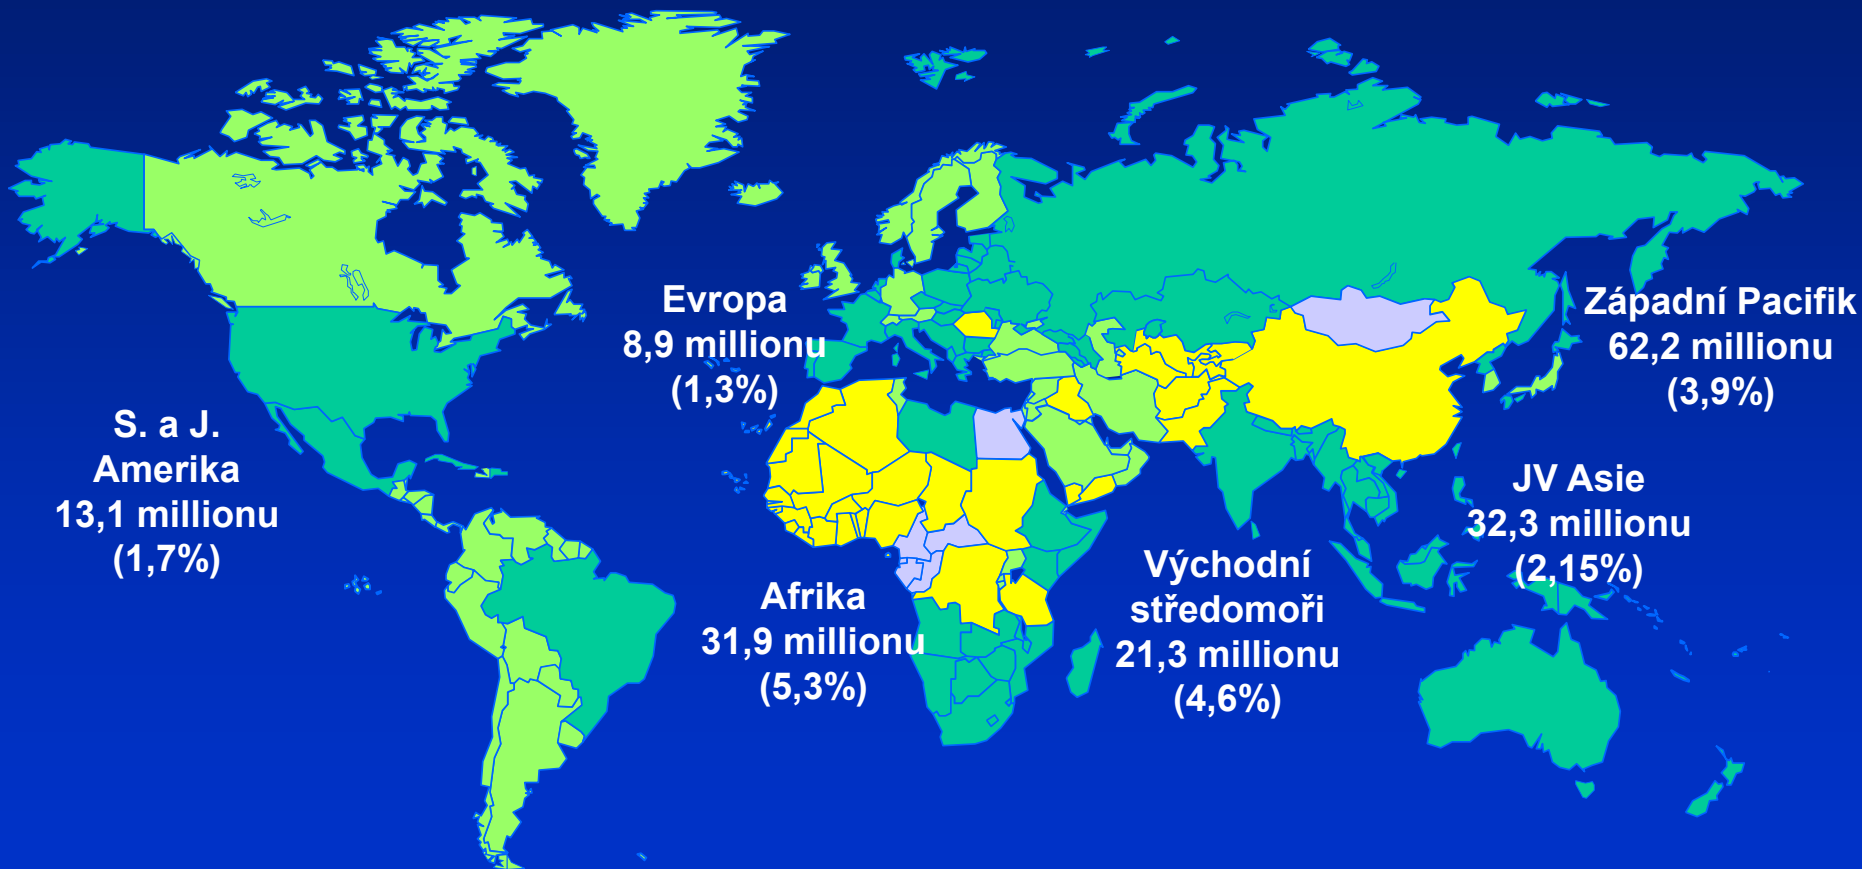 S. a J.
Amerika
13,1 millionu
(1,7%)
Evropa
8,9 millionu
(1,3%)
Afrika
31,9 millionu
(5,3%)
Východní
středomoři
21,3 millionu
(4,6%)
JV Asie
32,3 millionu
(2,15%)
Západní Pacifik
62,2 millionu
(3,9%)